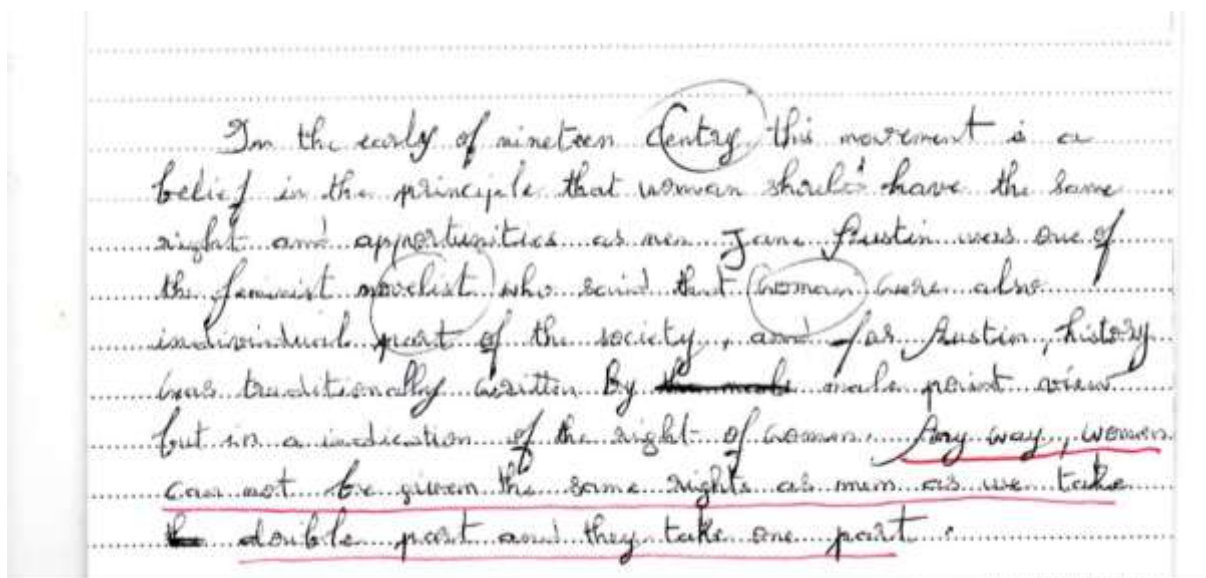 In the early of nineteen Centry this movement is a
belief in the principle that woman should have the same
right and opportunities as men Jane Austin was one of
the feminist novelist who said that woman were also
individual part of the society, and for Austin, history
was traditionally written By male point view
but in a indication of the right of women. Any way, women
can not be given the same rights as men as we take
double part and they take one part.